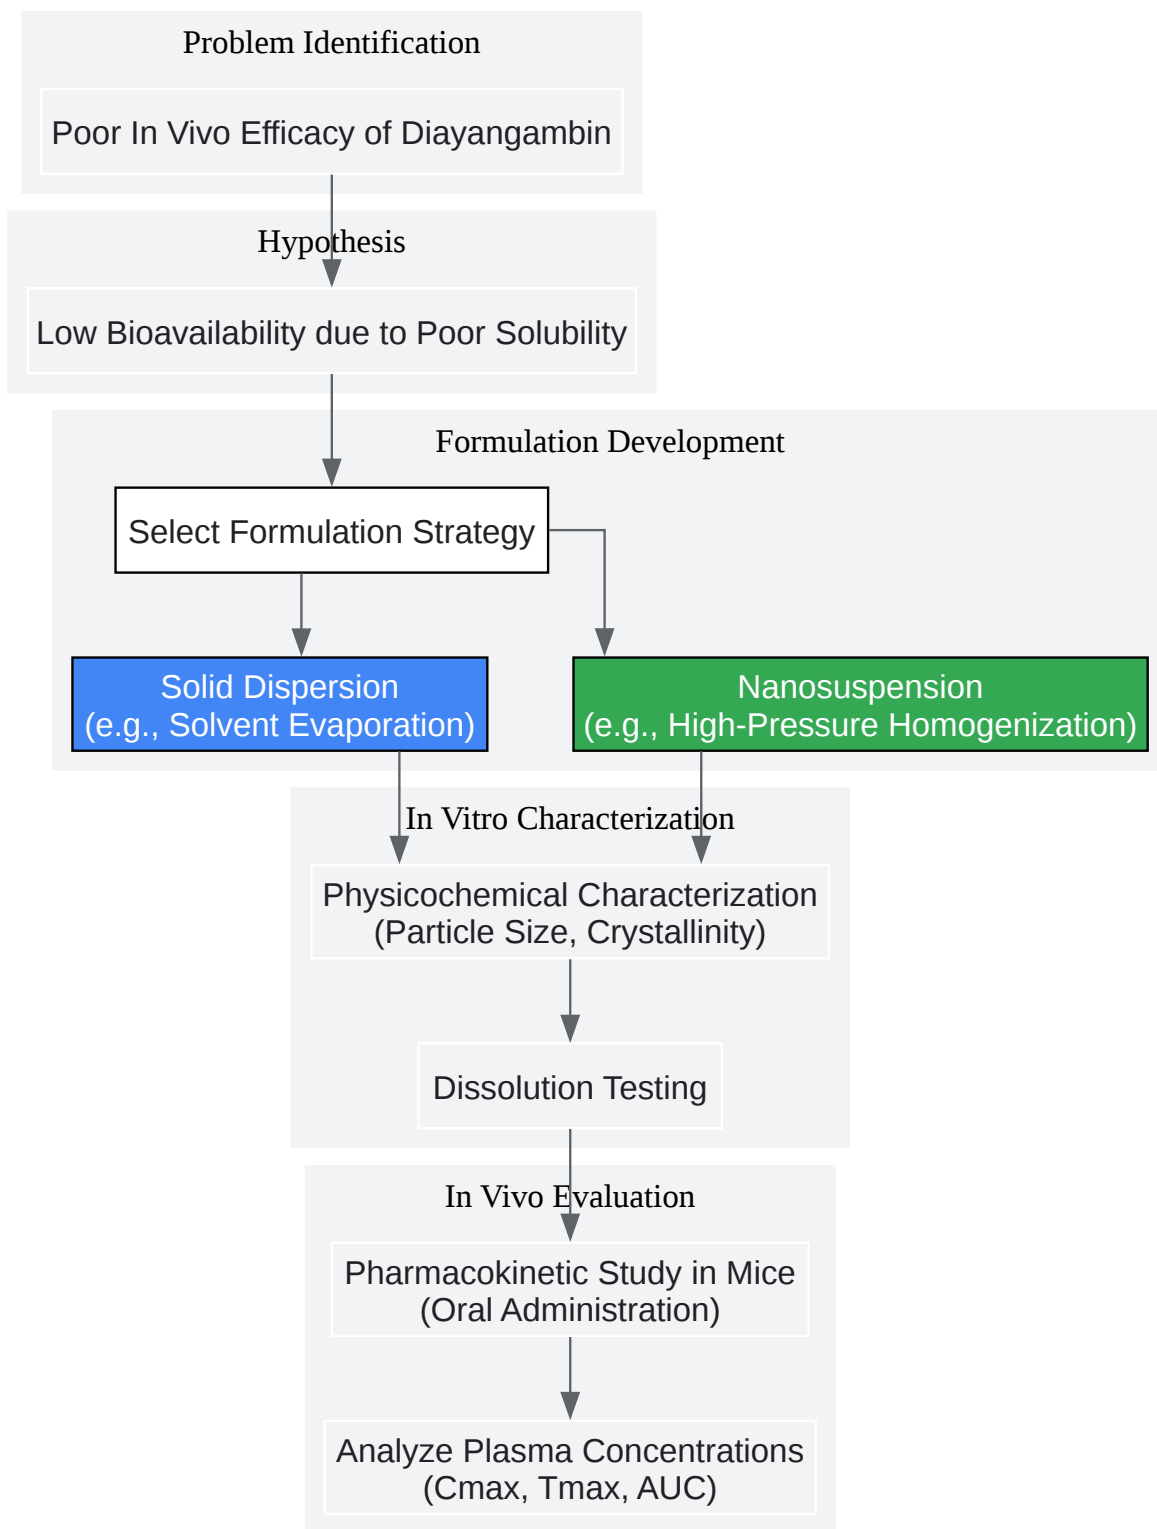 Problem Identification
Poor In Vivo Efficacy of Diayangambin
Hypothesis
Low Bioavailability due to Poor Solubility
Formulation Development
Select Formulation Strategy
Solid Dispersion
(e.g., Solvent Evaporation)
Nanosuspension
(e.g., High-Pressure Homogenization)
In Vitro Characterization
Physicochemical Characterization
(Particle Size, Crystallinity)
Dissolution Testing
In Vivo Evaluation
Pharmacokinetic Study in Mice
(Oral Administration)
Analyze Plasma Concentrations
(Cmax, Tmax, AUC)